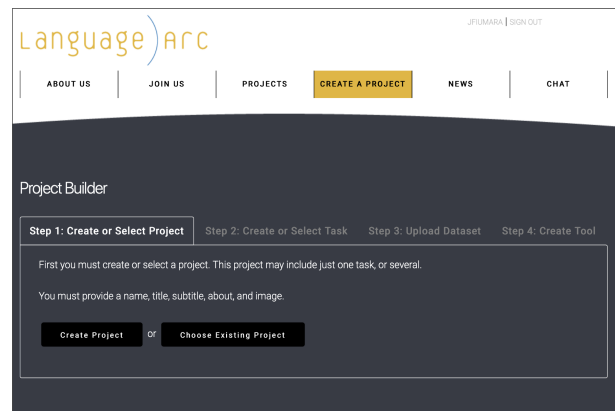 JFIUMARA | SIGN OUT
Language Arc
ABOUT US JOIN US PROJECTS CREATE A PROJECT NEWS CHAT
Project Builder
Step 1: Create or Select Project Step 2: Create or Select Task Step 3: Upload Dataset Step 4: Create Tool
First you must create or select a project. This project may include just one task, or several.
You must provide a name, title, subtitle, about, and image.
Create Project or Choose Existing Project